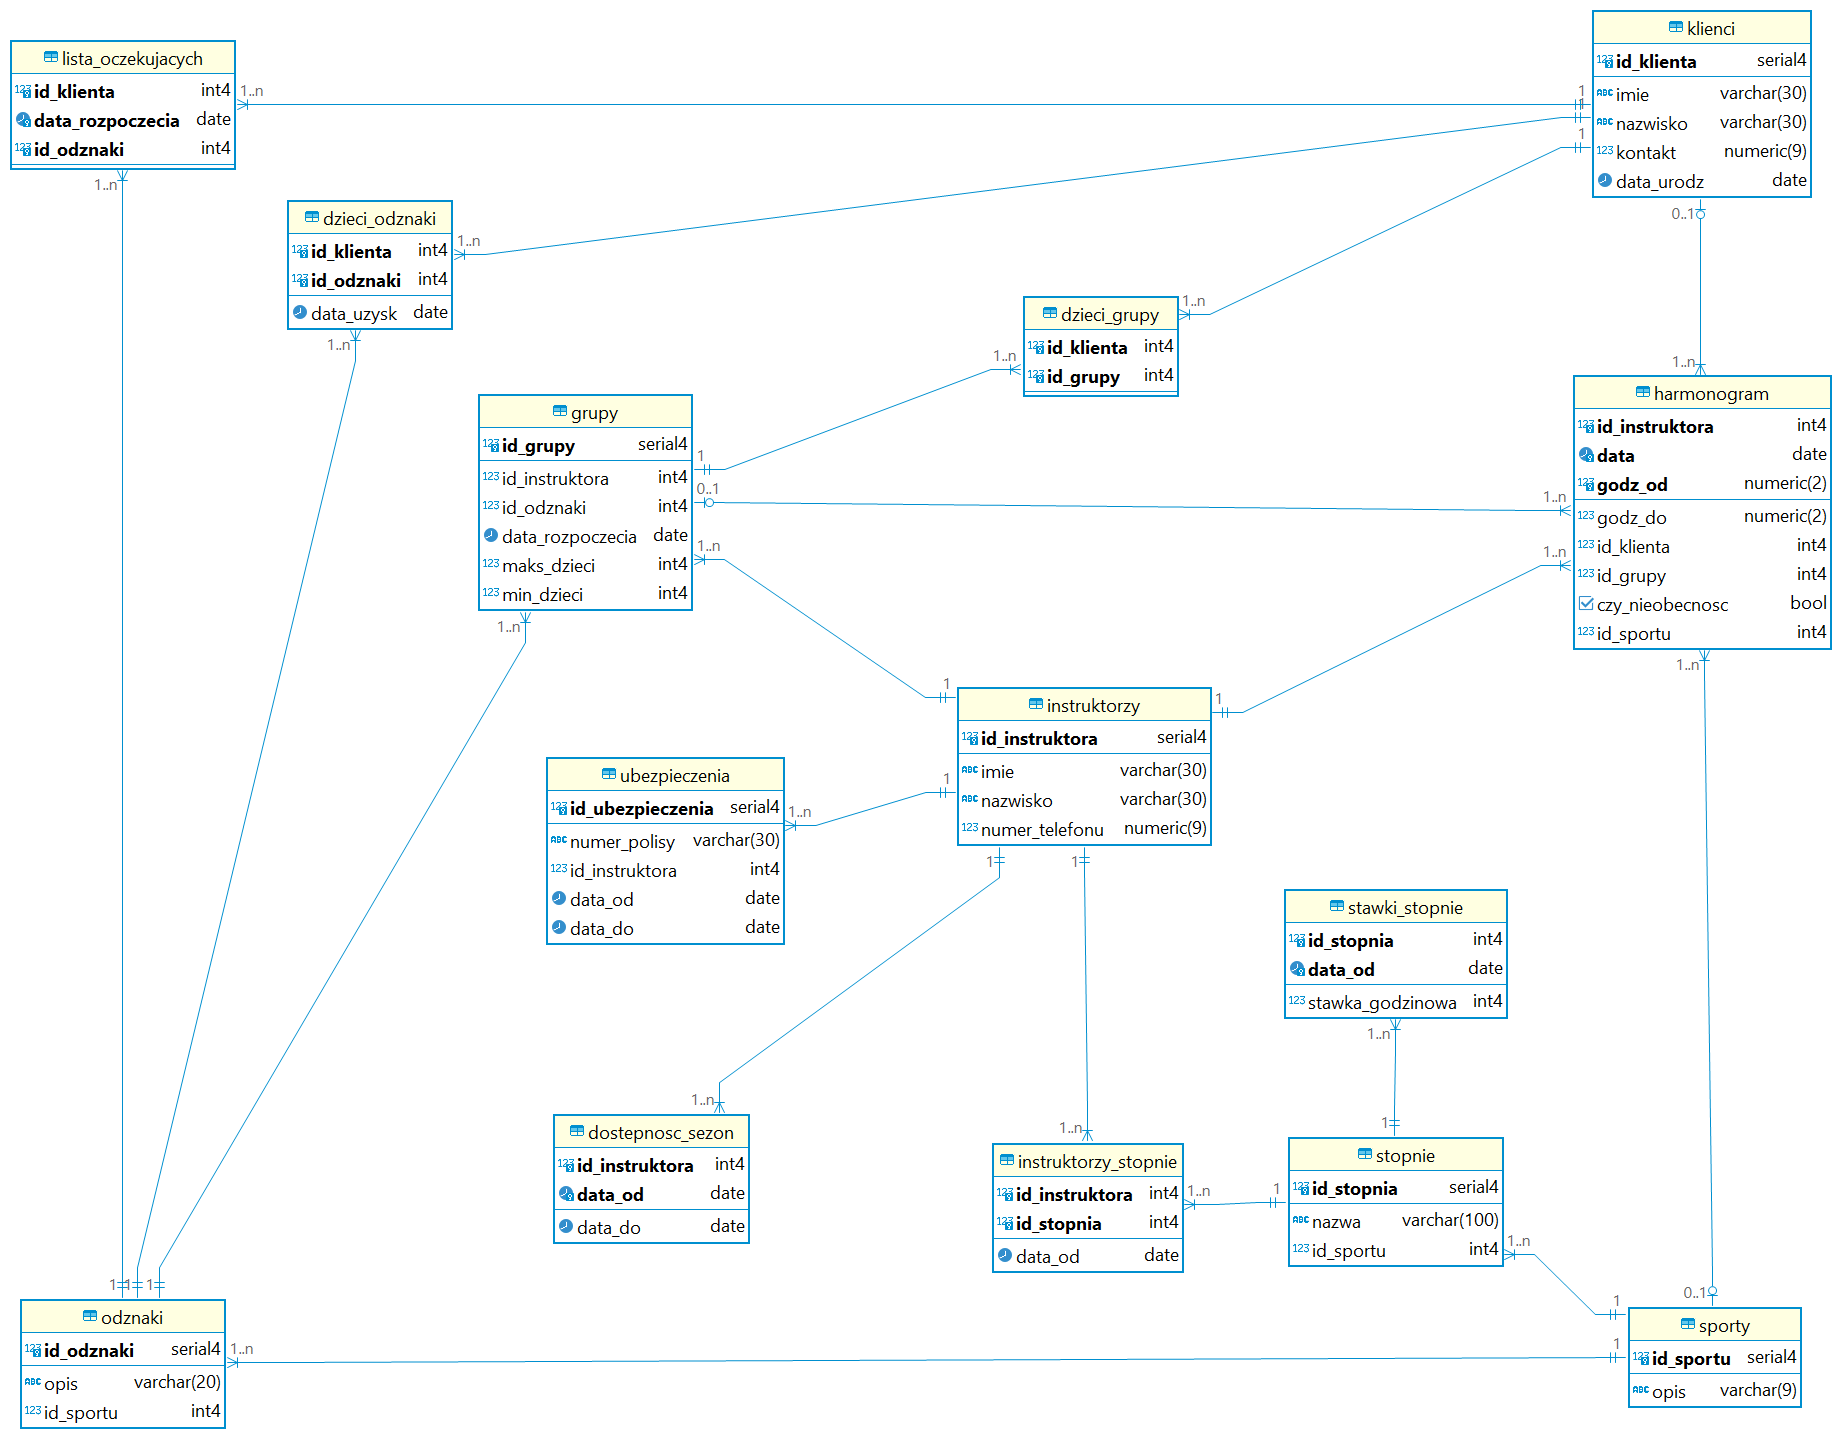 lista_oczekujacych
id_klienta int4
data_rozpoczecia date
id_odznaki int4
1..n
1..n
klienci
id_klienta serial4
imie varchar(30)
nazwisko varchar(30)
kontakt numeric(9)
data_urodz date
1
1
1
0..1
dzieci_odznaki
id_klienta int4
id_odznaki int4
data_uzysk date
1..n
1..n
dzieci_grupy
id_klienta int4
id_grupy int4
1..n
1..n
grupy
id_grupy serial4
id_instruktora int4
id_odznaki int4
data_rozpoczecia date
maks_dzieci int4
min_dzieci int4
1
0..1
1..n
1..n
harmonogram
id_instruktora int4
data date
godz_od numeric(2)
godz_do numeric(2)
id_klienta int4
id_grupy int4
czy_nieobecnosc bool
id_sportu int4
1..n
1..n
1..n
1..n
instruktorzy
id_instruktora serial4
imie varchar(30)
nazwisko varchar(30)
numer_telefonu numeric(9)
1
1
1
1
1
ubezpieczenia
id_ubezpieczenia serial4
numer_polisy varchar(30)
id_instruktora int4
data_od date
data_do date
1..n
stawki_stopnie
id_stopnia int4
data_od date
stawka_godzinowa int4
1..n
dostepnosc_sezon
id_instruktora int4
data_od date
data_do date
1..n
instruktorzy_stopnie
id_instruktora int4
id_stopnia int4
data_od date
1..n
1..n
stopnie
id_stopnia serial4
nazwa varchar(100)
id_sportu int4
1
1
1..n
odznaki
id_odznaki serial4
opis varchar(20)
id_sportu int4
1
1
1
1..n
sporty
id_sportu serial4
opis varchar(9)
0..1
1
1